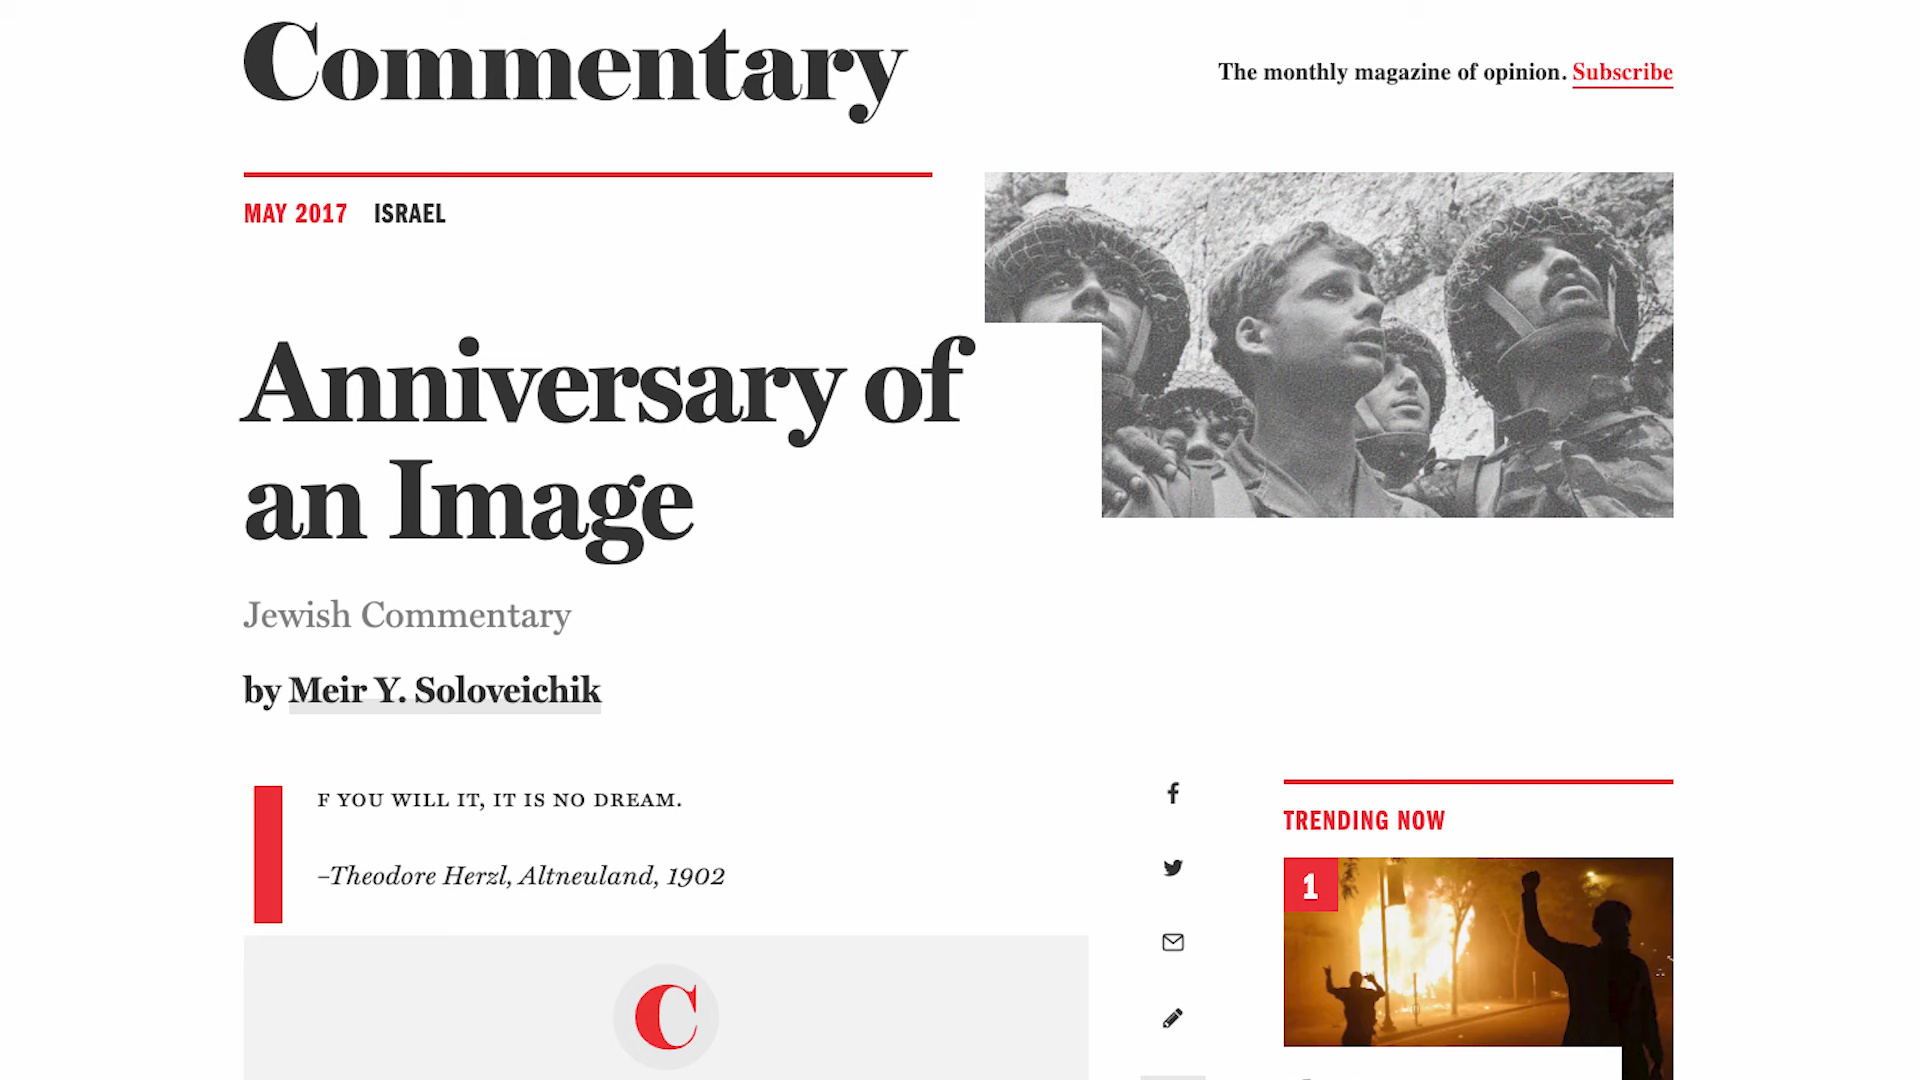 Commentary
The monthly magazine of opinion. Subscribe
MAY 2017 ISRAEL
Anniversary of
an Image
Jewish Commentary
by Meir Y. Soloveichik
F YOU WILL IT, IT IS NO DREAM.
–Theodore Herzl, Altneuland, 1902
C
TRENDING NOW
1